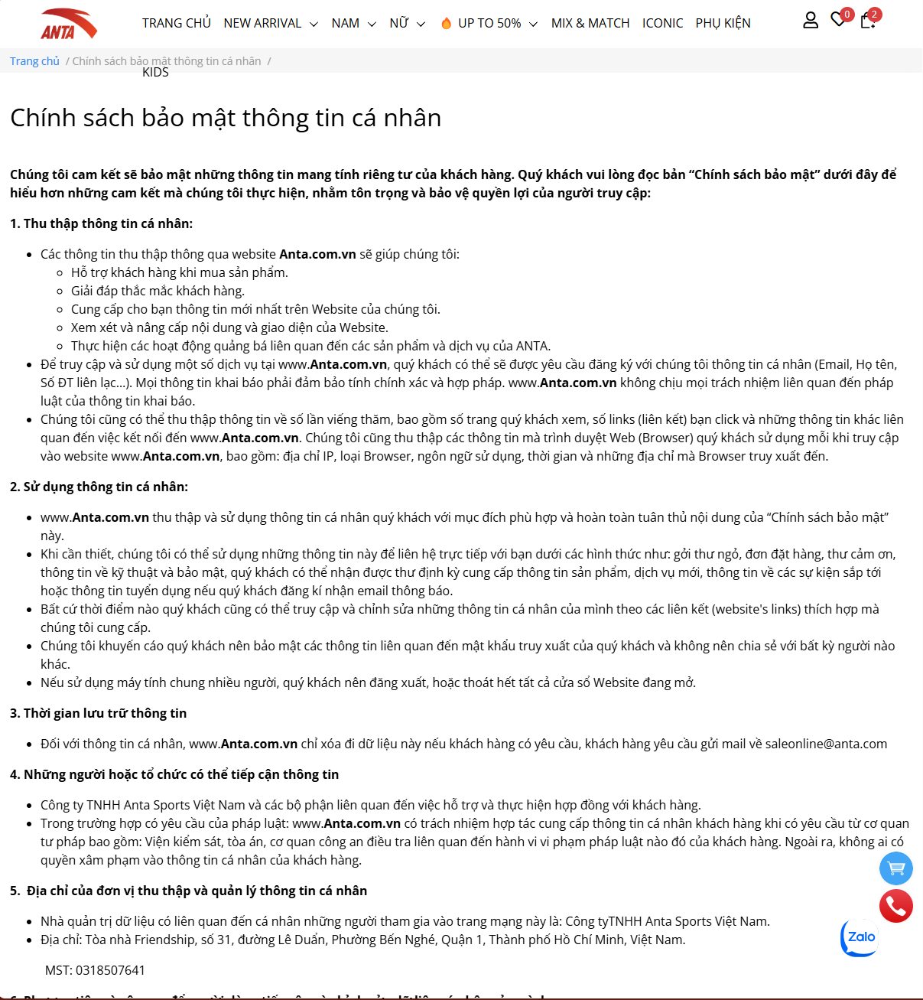 ANTA
TRANG CHỦ NEW ARRIVAL NAM NỮ UP TO 50% MIX & MATCH ICONIC PHỤ KIỆN
0 2
Trang chủ / Chính sách bảo mật thông tin cá nhân /
KIDS
Chính sách bảo mật thông tin cá nhân
Chúng tôi cam kết sẽ bảo mật những thông tin mang tính riêng tư của khách hàng. Quý khách vui lòng đọc bản “Chính sách bảo mật” dưới đây để
hiểu hơn những cam kết mà chúng tôi thực hiện, nhằm tôn trọng và bảo vệ quyền lợi của người truy cập:
1. Thu thập thông tin cá nhân:
Các thông tin thu thập thông qua website Anta.com.vn sẽ giúp chúng tôi:
Hỗ trợ khách hàng khi mua sản phẩm.
Giải đáp thắc mắc khách hàng.
Cung cấp cho bạn thông tin mới nhất trên Website của chúng tôi.
Xem xét và nâng cấp nội dung và giao diện của Website.
Thực hiện các hoạt động quảng bá liên quan đến các sản phẩm và dịch vụ của ANTA.
Để truy cập và sử dụng một số dịch vụ tại www.Anta.com.vn, quý khách có thể sẽ được yêu cầu đăng ký với chúng tôi thông tin cá nhân (Email, Họ tên,
Số ĐT liên lạc...). Mọi thông tin khai báo phải đảm bảo tính chính xác và hợp pháp. www.Anta.com.vn không chịu mọi trách nhiệm liên quan đến pháp
luật của thông tin khai báo.
Chúng tôi cũng có thể thu thập thông tin về số lần viếng thăm, bao gồm số trang quý khách xem, số links (liên kết) bạn click và những thông tin khác liên
quan đến việc kết nối đến www.Anta.com.vn. Chúng tôi cũng thu thập các thông tin mà trình duyệt Web (Browser) quý khách sử dụng mỗi khi truy cập
vào website www.Anta.com.vn, bao gồm: địa chỉ IP, loại Browser, ngôn ngữ sử dụng, thời gian và những địa chỉ mà Browser truy xuất đến.
2. Sử dụng thông tin cá nhân:
www.Anta.com.vn thu thập và sử dụng thông tin cá nhân quý khách với mục đích phù hợp và hoàn toàn tuân thủ nội dung của “Chính sách bảo mật”
này.
Khi cần thiết, chúng tôi có thể sử dụng những thông tin này để liên hệ trực tiếp với bạn dưới các hình thức như: gởi thư ngỏ, đơn đặt hàng, thư cảm ơn,
thông tin về kỹ thuật và bảo mật, quý khách có thể nhận được thư định kỳ cung cấp thông tin sản phẩm, dịch vụ mới, thông tin về các sự kiện sắp tới
hoặc thông tin tuyển dụng nếu quý khách đăng kí nhận email thông báo.
Bất cứ thời điểm nào quý khách cũng có thể truy cập và chỉnh sửa những thông tin cá nhân của mình theo các liên kết (website's links) thích hợp mà
chúng tôi cung cấp.
Chúng tôi khuyến cáo quý khách nên bảo mật các thông tin liên quan đến mật khẩu truy xuất của quý khách và không nên chia sẻ với bất kỳ người nào
khác.
Nếu sử dụng máy tính chung nhiều người, quý khách nên đăng xuất, hoặc thoát hết tất cả cửa sổ Website đang mở.
3. Thời gian lưu trữ thông tin
Đối với thông tin cá nhân, www.Anta.com.vn chỉ xóa đi dữ liệu này nếu khách hàng có yêu cầu, khách hàng yêu cầu gửi mail về saleonline@anta.com
4. Những người hoặc tổ chức có thể tiếp cận thông tin
Công ty TNHH Anta Sports Việt Nam và các bộ phận liên quan đến việc hỗ trợ và thực hiện hợp đồng với khách hàng.
Trong trường hợp có yêu cầu của pháp luật: www.Anta.com.vn có trách nhiệm hợp tác cung cấp thông tin cá nhân khách hàng khi có yêu cầu từ cơ quan
tư pháp bao gồm: Viện kiểm sát, tòa án, cơ quan công an điều tra liên quan đến hành vi vi phạm pháp luật nào đó của khách hàng. Ngoài ra, không ai có
quyền xâm phạm vào thông tin cá nhân của khách hàng.
5. Địa chỉ của đơn vị thu thập và quản lý thông tin cá nhân
Nhà quản trị dữ liệu có liên quan đến cá nhân những người tham gia vào trang mạng này là: Công tyTNHH Anta Sports Việt Nam.
Địa chỉ: Tòa nhà Friendship, số 31, đường Lê Duẩn, Phường Bến Nghé, Quận 1, Thành phố Hồ Chí Minh, Việt Nam.
Zalo
MST: 0318507641